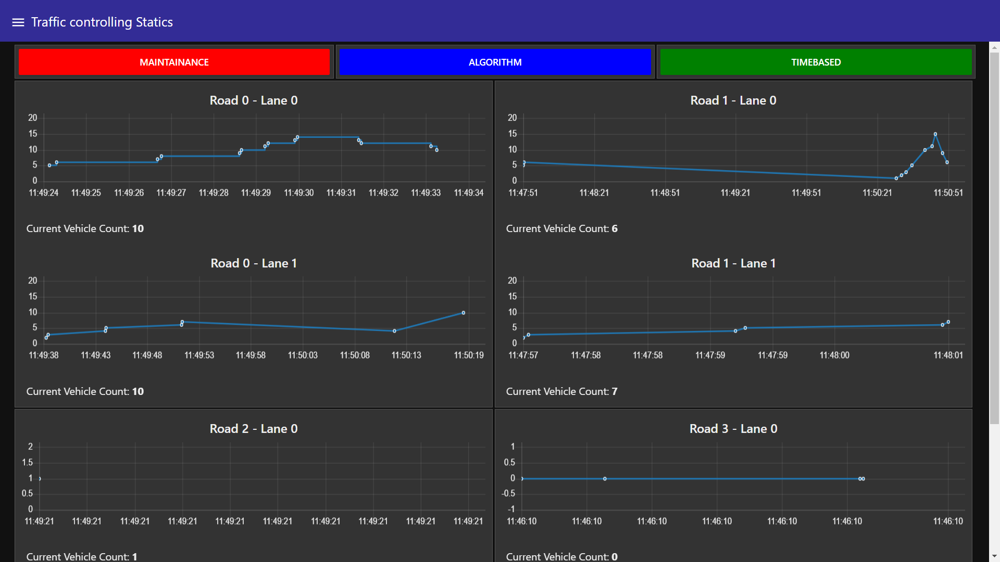 Traffic controlling Statics
MAINTAINANCE
ALGORITHM
TIMEBASED
Road 0 - Lane 0
20
15
10
5
0
11:49:24 11:49:25 11:49:26 11:49:27 11:49:28 11:49:29 11:49:30 11:49:31 11:49:32 11:49:33 11:49:34
Current Vehicle Count: 10
Road 0 - Lane 1
20
15
10
5
0
11:49:38 11:49:43 11:49:48 11:49:53 11:49:58 11:50:03 11:50:08 11:50:13 11:50:19
Current Vehicle Count: 10
Road 1 - Lane 0
20
15
10
5
0
11:47:51 11:48:21 11:48:51 11:49:21 11:49:51 11:50:21 11:50:51
Current Vehicle Count: 6
Road 1 - Lane 1
20
15
10
5
0
11:47:57 11:47:58 11:47:58 11:47:59 11:47:59 11:48:00 11:48:01
Current Vehicle Count: 7
Road 2 - Lane 0
2
1.5
1
0.5
0
11:49:21 11:49:21 11:49:21 11:49:21 11:49:21 11:49:21 11:49:21 11:49:21 11:49:21 11:49:21
Current Vehicle Count: 1
Road 3 - Lane 0
1
0.5
0
-0.5
-1
11:46:10 11:46:10 11:46:10 11:46:10 11:46:10 11:46:10 11:46:10
Current Vehicle Count: 0